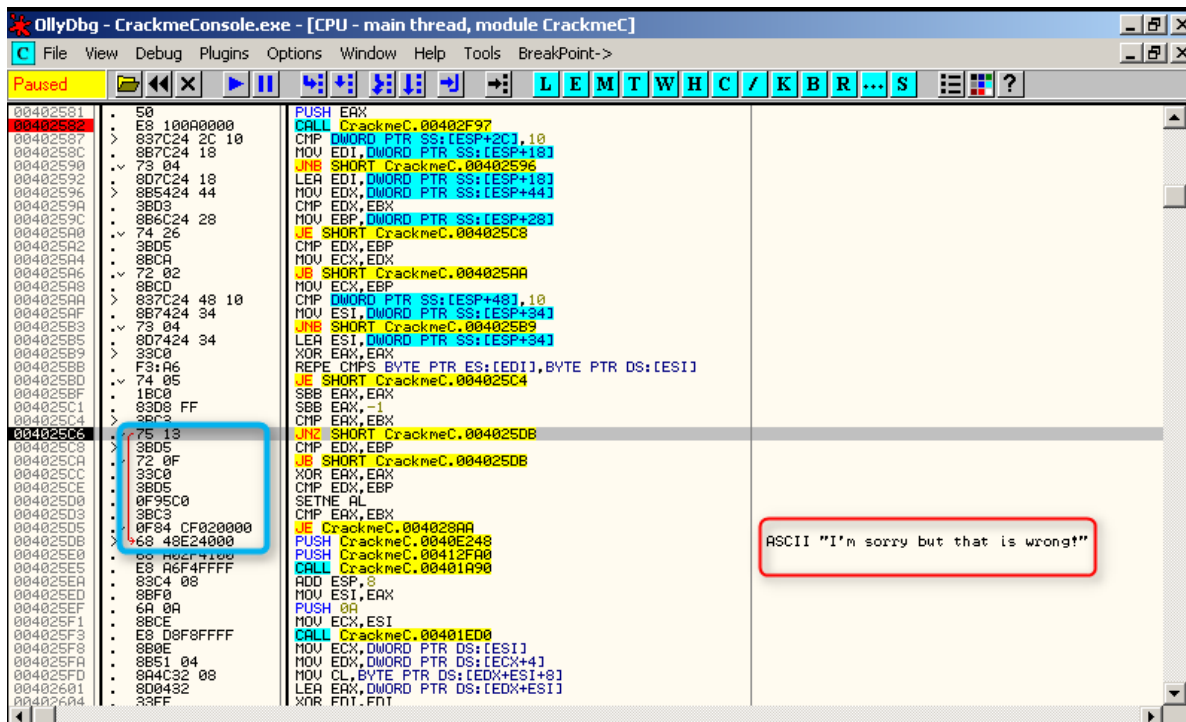 OllyDbg - CrackmeConsole.exe - [CPU - main thread, module CrackmeC]
C File View Debug Plugins Options Window Help Tools BreakPoint->
Paused L E M T W H C / K B R ... S ?
00402581 . 50 PUSH EAX
00402582 . E8 100A0000 CALL CrackmeC.00402F97
00402587 > 837C24 2C 10 CMP DWORD PTR SS:[ESP+2C],10
0040258C . 8B7C24 18 MOV EDI,DWORD PTR SS:[ESP+18]
00402590 .v 73 04 JNB SHORT CrackmeC.00402596
00402592 . 8D7C24 18 LEA EDI,DWORD PTR SS:[ESP+18]
00402596 > 8B5424 44 MOV EDX,DWORD PTR SS:[ESP+44]
0040259A . 3BD3 CMP EDX,EBX
0040259C . 8B6C24 28 MOV EBP,DWORD PTR SS:[ESP+28]
004025A0 .v 74 26 JE SHORT CrackmeC.004025C8
004025A2 . 3BD5 CMP EDX,EBP
004025A4 . 8BCA MOV ECX,EDX
004025A6 .v 72 02 JB SHORT CrackmeC.004025AA
004025A8 . 8BCD MOV ECX,EBP
004025AA > 837C24 48 10 CMP DWORD PTR SS:[ESP+48],10
004025AF . 8B7424 34 MOV ESI,DWORD PTR SS:[ESP+34]
004025B3 .v 73 04 JNB SHORT CrackmeC.004025B9
004025B5 . 8D7424 34 LEA ESI,DWORD PTR SS:[ESP+34]
004025B9 > 33C0 XOR EAX,EAX
004025BB . F3:A6 REPE CMPS BYTE PTR ES:[EDI],BYTE PTR DS:[ESI]
004025BD .v 74 05 JE SHORT CrackmeC.004025C4
004025BF . 1BC0 SBB EAX,EAX
004025C1 . 83D8 FF SBB EAX,-1
004025C4 > 3BC3 CMP EAX,EBX
004025C6 .v 75 13 JNZ SHORT CrackmeC.004025DB
004025C8 > 3BD5 CMP EDX,EBP
004025CA .v 72 0F JB SHORT CrackmeC.004025DB
004025CC . 33C0 XOR EAX,EAX
004025CE . 3BD5 CMP EDX,EBP
004025D0 . 0F95C0 SETNE AL
004025D3 . 3BC3 CMP EAX,EBX
004025D5 .v 0F84 CF020000 JE CrackmeC.004028AA
004025DB > 68 48E24000 PUSH CrackmeC.0040E248 ASCII "I'm sorry but that is wrong!"
004025E0 . 68 A02F4100 PUSH CrackmeC.00412FA0
004025E5 . E8 A6F4FFFF CALL CrackmeC.00401A90
004025EA . 83C4 08 ADD ESP,8
004025ED . 8BF0 MOV ESI,EAX
004025EF . 6A 0A PUSH 0A
004025F1 . 8BCE MOV ECX,ESI
004025F3 . E8 D8F8FFFF CALL CrackmeC.00401ED0
004025F8 . 8B0E MOV ECX,DWORD PTR DS:[ESI]
004025FA . 8B51 04 MOV EDX,DWORD PTR DS:[ECX+4]
004025FD . 8A4C32 08 MOV CL,BYTE PTR DS:[EDX+ESI+8]
00402601 . 8D0432 LEA EAX,DWORD PTR DS:[EDX+ESI]
00402604 . 33FF XOR EDI,EDI